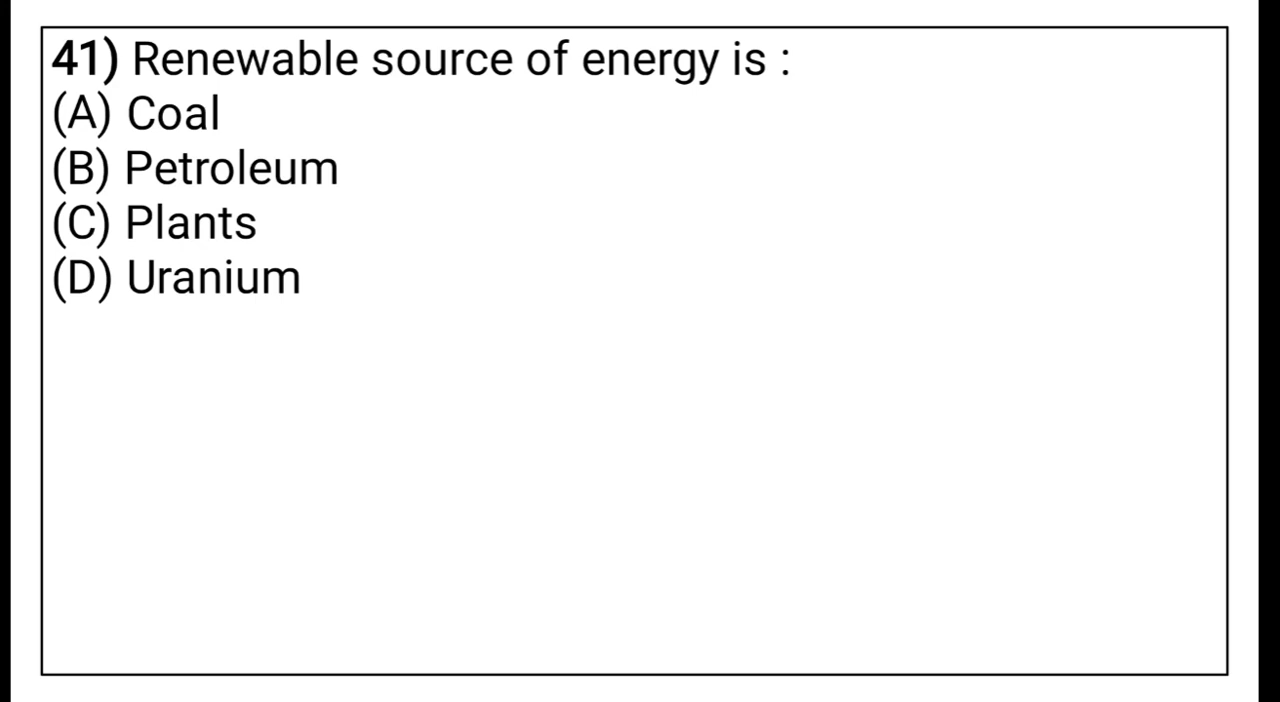 41) Renewable source of energy is :
(A) Coal
(B) Petroleum
(C) Plants
(D) Uranium